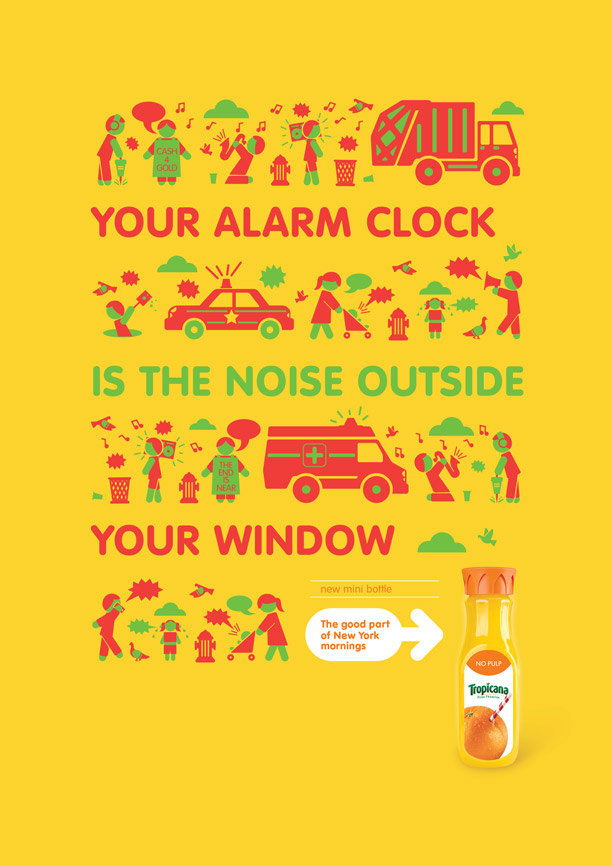 CASH
4
GOLD
YOUR ALARM CLOCK
IS THE NOISE OUTSIDE
THE
END
IS
NEAR
YOUR WINDOW
new mini bottle
The good part
of New York
mornings
NO PULP
Tropicana